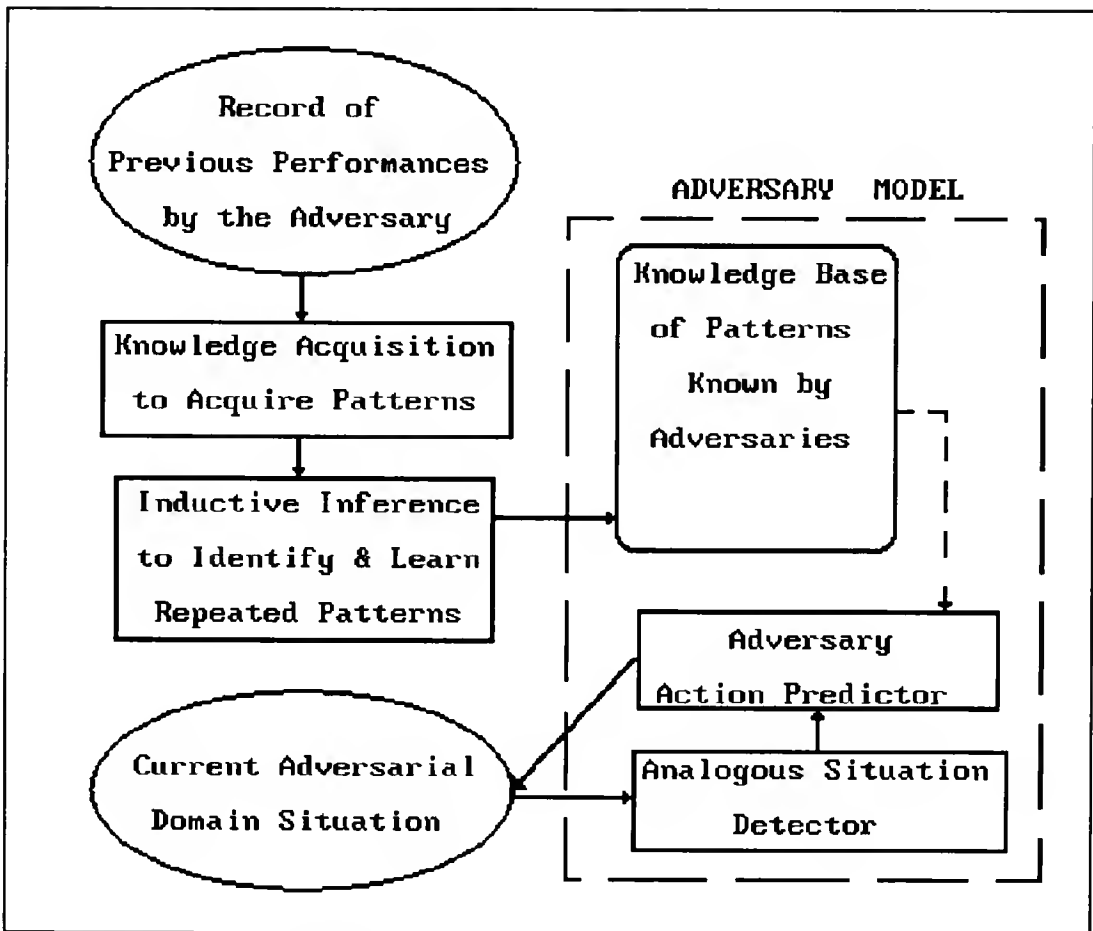 Record of
Previous Performances
by the Adversary
Knowledge Acquisition
to Acquire Patterns
Inductive Inference
to Identify & Learn
Repeated Patterns
ADVERSARY MODEL
Knowledge Base
of Patterns
Known by
Adversaries
Adversary
Action Predictor
Analogous Situation
Detector
Current Adversarial
Domain Situation